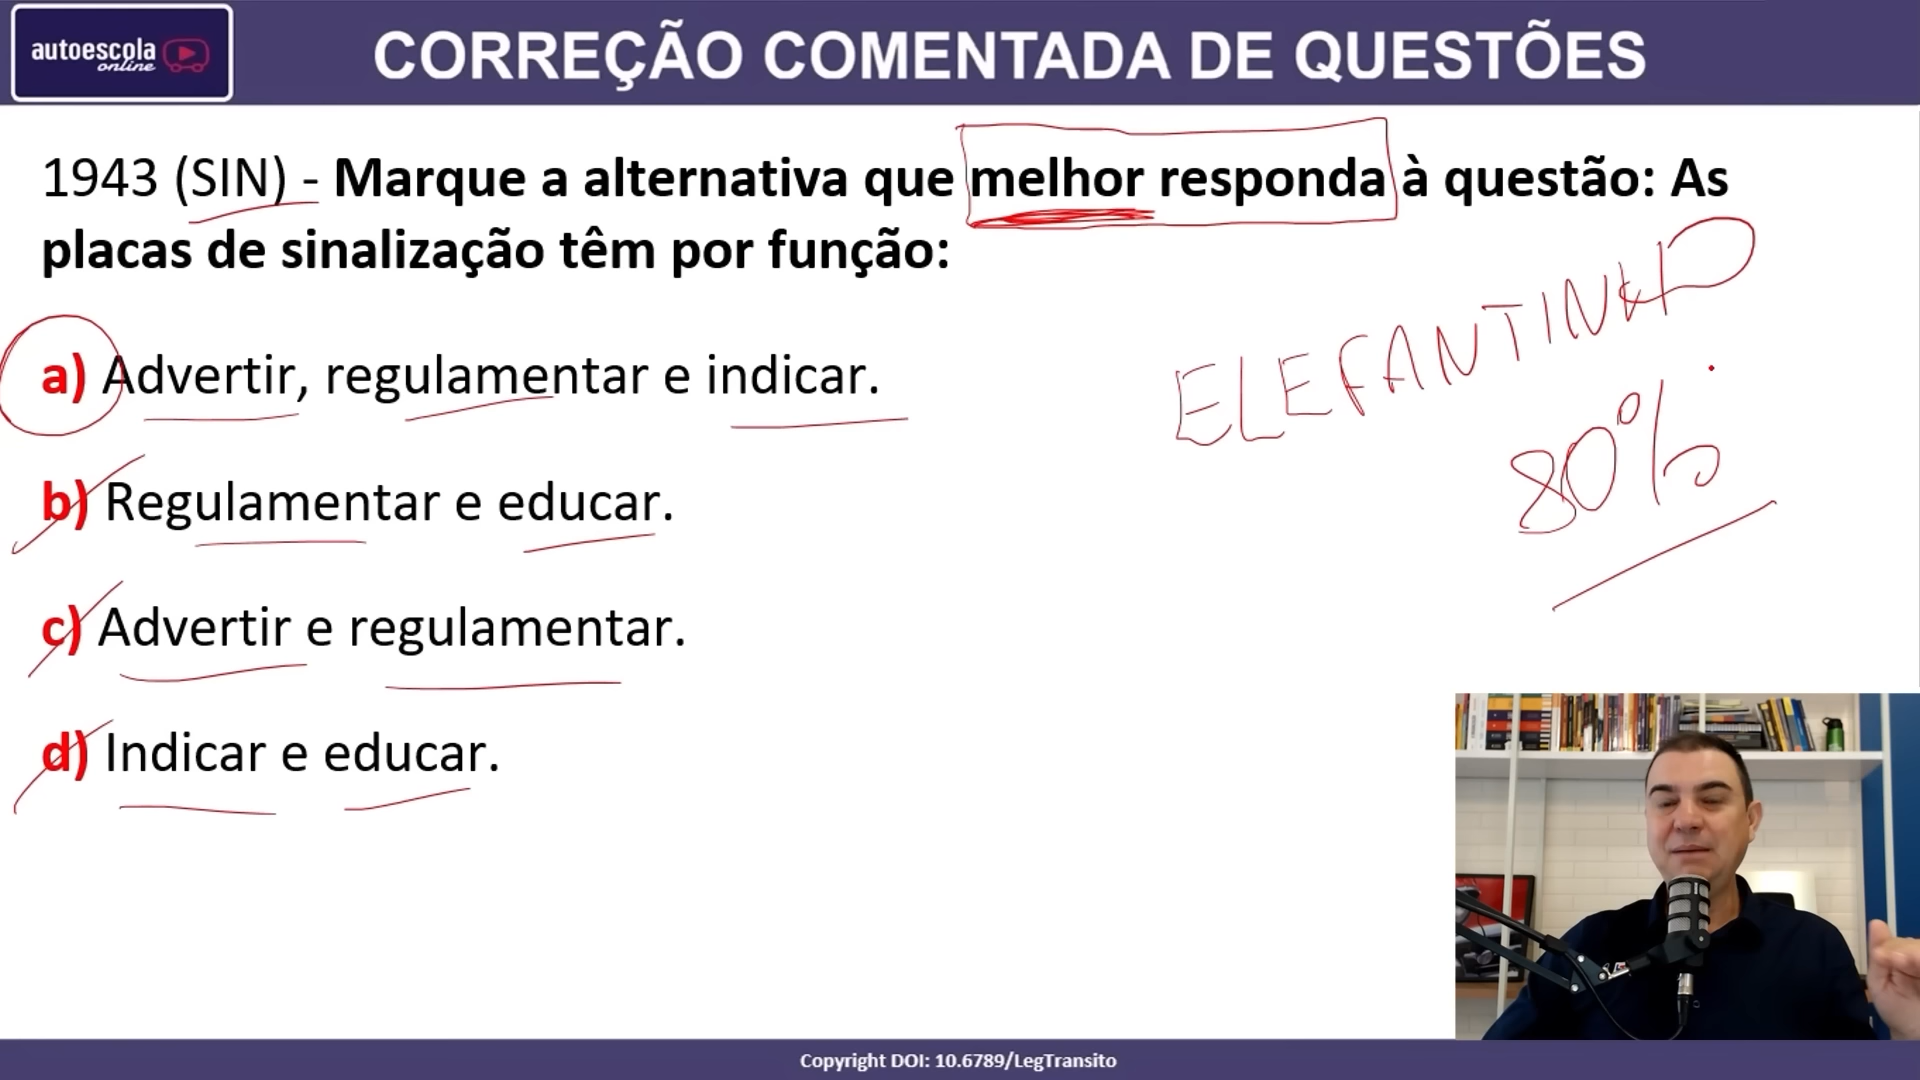 autoescola
online
CORREÇÃO COMENTADA DE QUESTÕES
1943 (SIN) - Marque a alternativa que melhor responda à questão: As
placas de sinalização têm por função:
a) Advertir, regulamentar e indicar.
b) Regulamentar e educar.
c) Advertir e regulamentar.
d) Indicar e educar.
ELEFANTINHO
80%
Copyright DOI: 10.6789/LegTransito